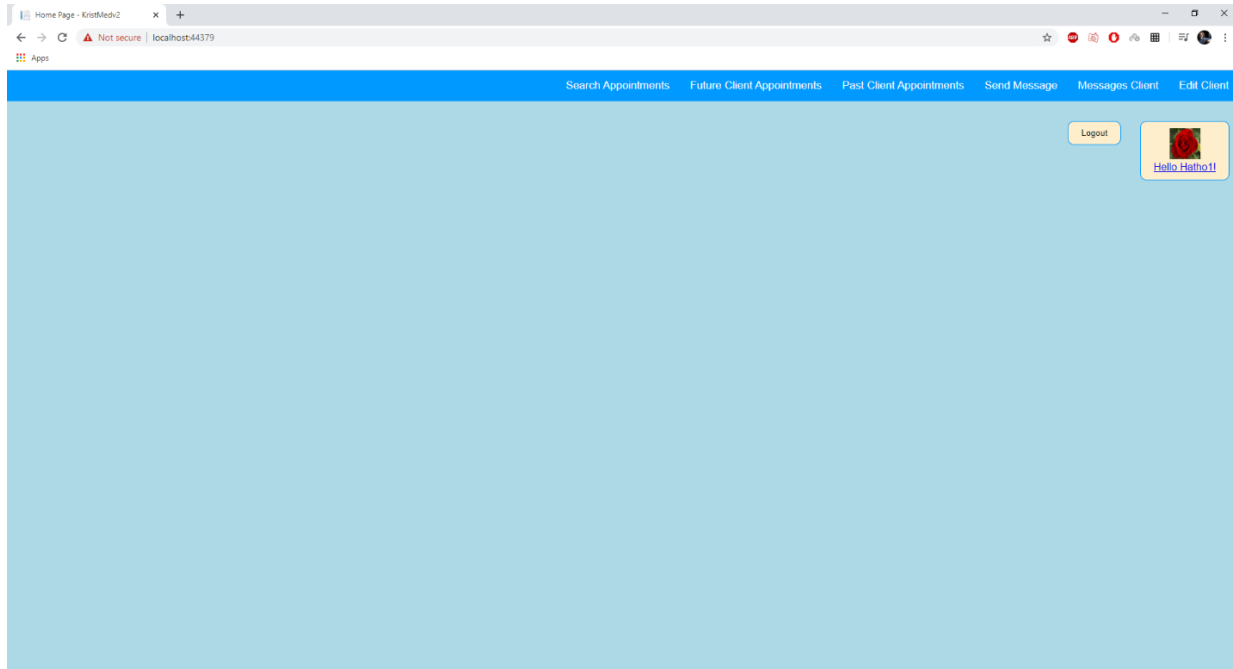 Home Page - KristMedv2
Not secure | localhost:44379
Apps
Search Appointments Future Client Appointments Past Client Appointments Send Message Messages Client Edit Client
Logout
Hello Hatho1!